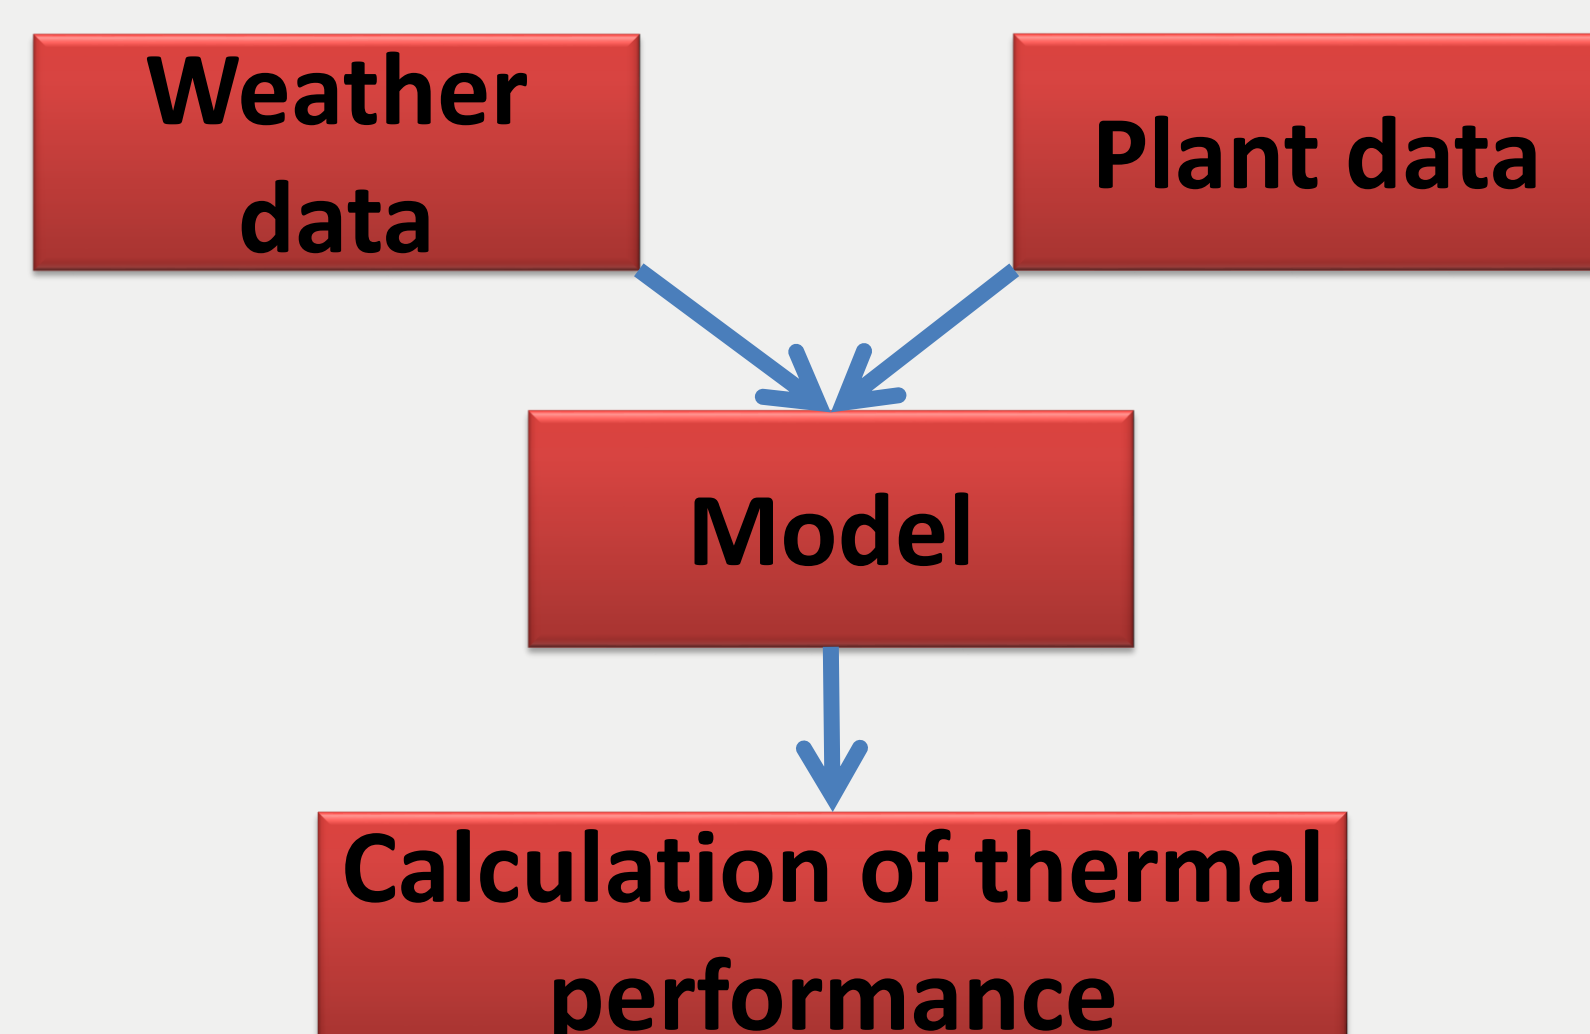 Weather
data
Plant data
Model
Calculation of thermal
performance